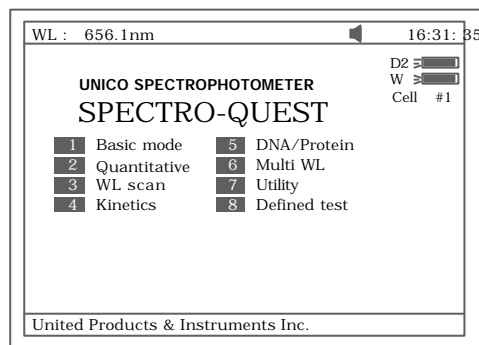 WL : 656.1nm 16:31: 35
D2
W
Cell #1
UNICO SPECTROPHOTOMETER
SPECTRO-QUEST
1 Basic mode 5 DNA/Protein
2 Quantitative 6 Multi WL
3 WL scan 7 Utility
4 Kinetics 8 Defined test
United Products & Instruments Inc.